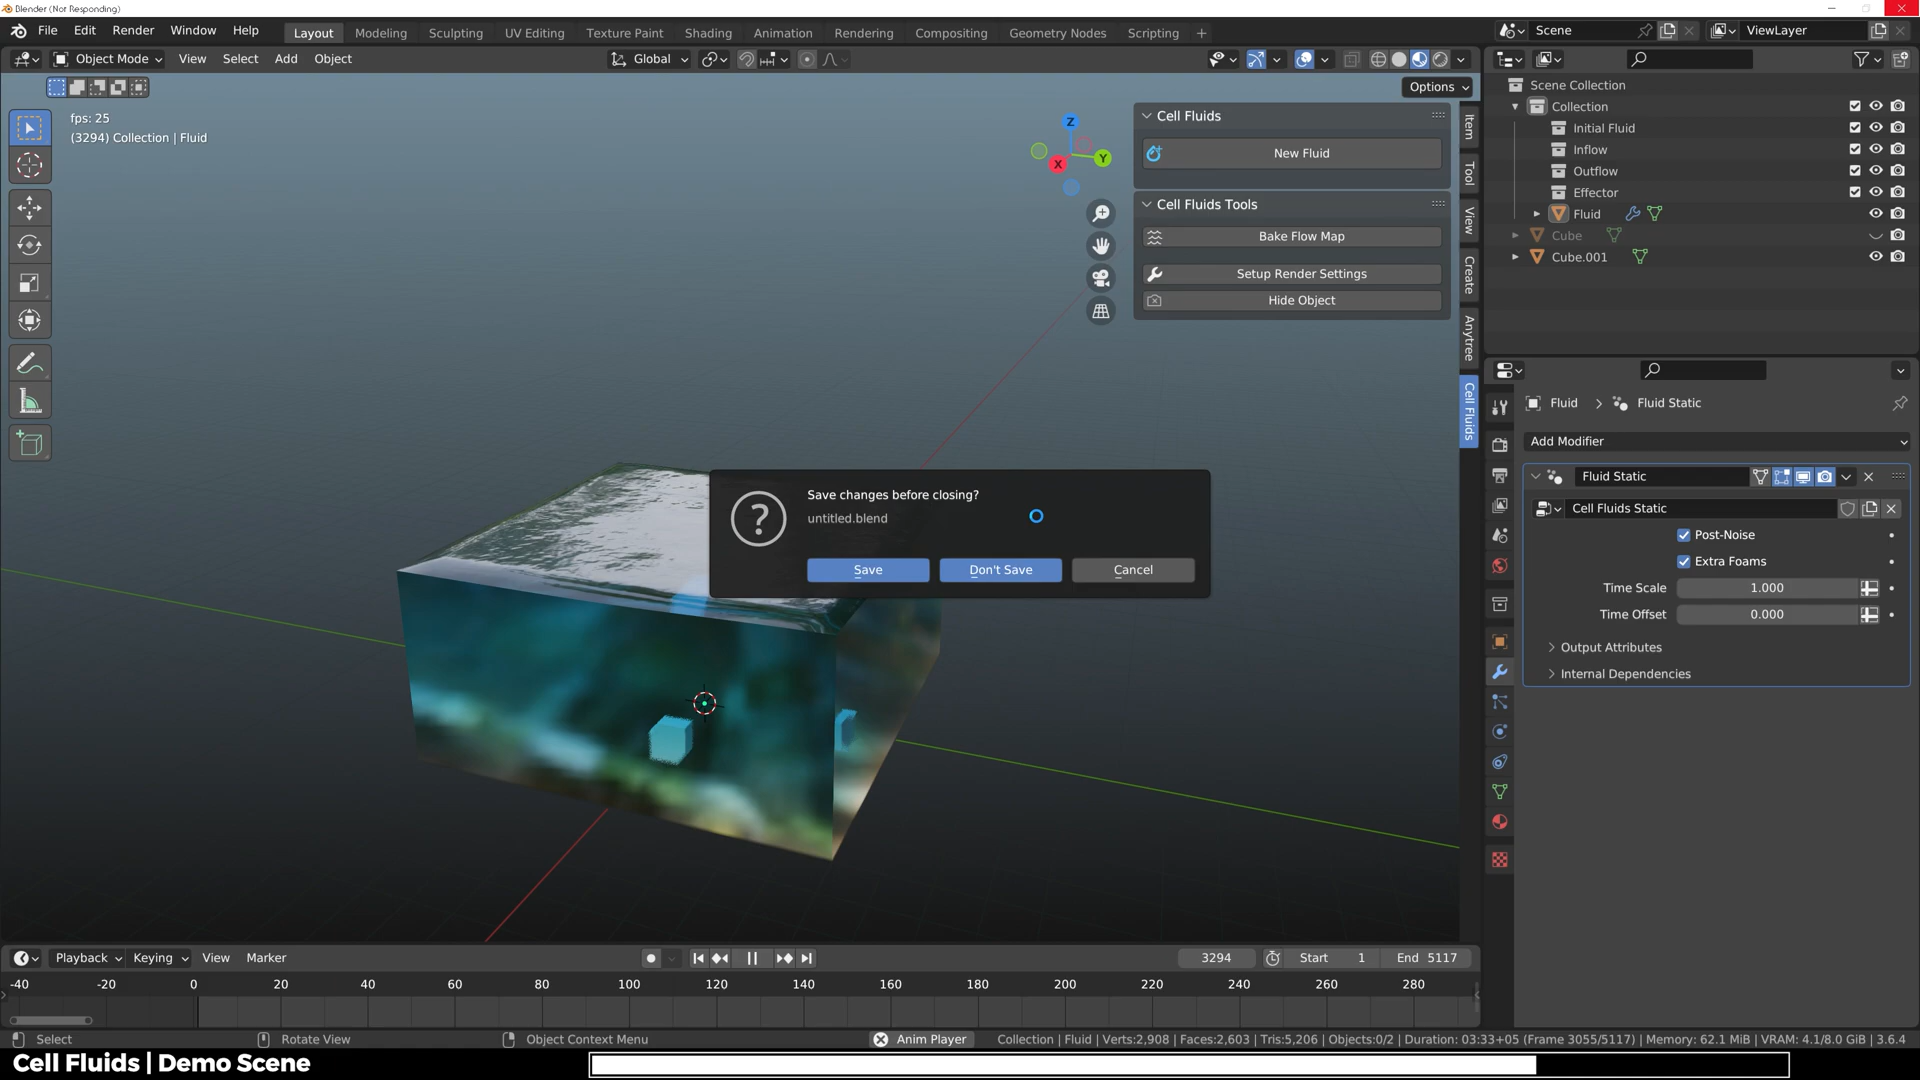 Blender (Not Responding)
File Edit Render Window Help Layout Modeling Sculpting UV Editing Texture Paint Shading Animation Rendering Compositing Geometry Nodes Scripting + Scene ViewLayer
Object Mode View Select Add Object Global
Options
fps: 25
(3294) Collection | Fluid
Z
Y
X
Cell Fluids
New Fluid
Cell Fluids Tools
Bake Flow Map
Setup Render Settings
Hide Object
Item
Tool
View
Create
Anytree
Cell Fluids
Scene Collection
Collection
Initial Fluid
Inflow
Outflow
Effector
Fluid
Cube
Cube.001
Fluid > Fluid Static
Add Modifier
Fluid Static
Cell Fluids Static
Post-Noise
Extra Foams
Time Scale 1.000
Time Offset 0.000
Output Attributes
Internal Dependencies
Save changes before closing?
untitled.blend
Save Don't Save Cancel
Playback Keying View Marker 3294 Start 1 End 5117
-40 -20 0 20 40 60 80 100 120 140 160 180 200 220 240 260 280
Select Rotate View Object Context Menu Anim Player Collection | Fluid | Verts:2,908 | Faces:2,603 | Tris:5,206 | Objects:0/2 | Duration: 03:33+05 (Frame 3055/5117) | Memory: 62.1 MiB | VRAM: 4.1/8.0 GiB | 3.6.4
Cell Fluids | Demo Scene